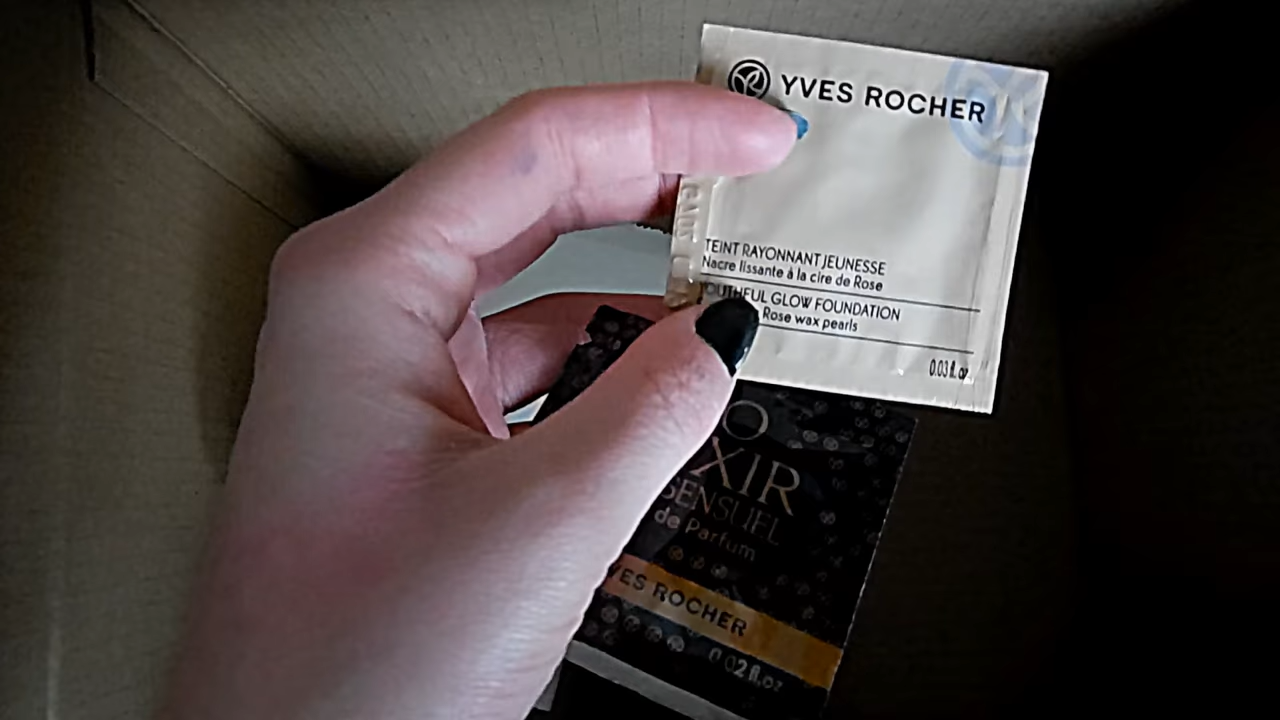 YVES ROCHER
TEINT RAYONNANT JEUNESSE
Nacre lissante à la cire de Rose
YOUTHFUL GLOW FOUNDATION
Rose wax pearls
0.03 fl.oz
O
XIR
SENSUEL
de Parfum
YVES ROCHER
0.02 fl.oz